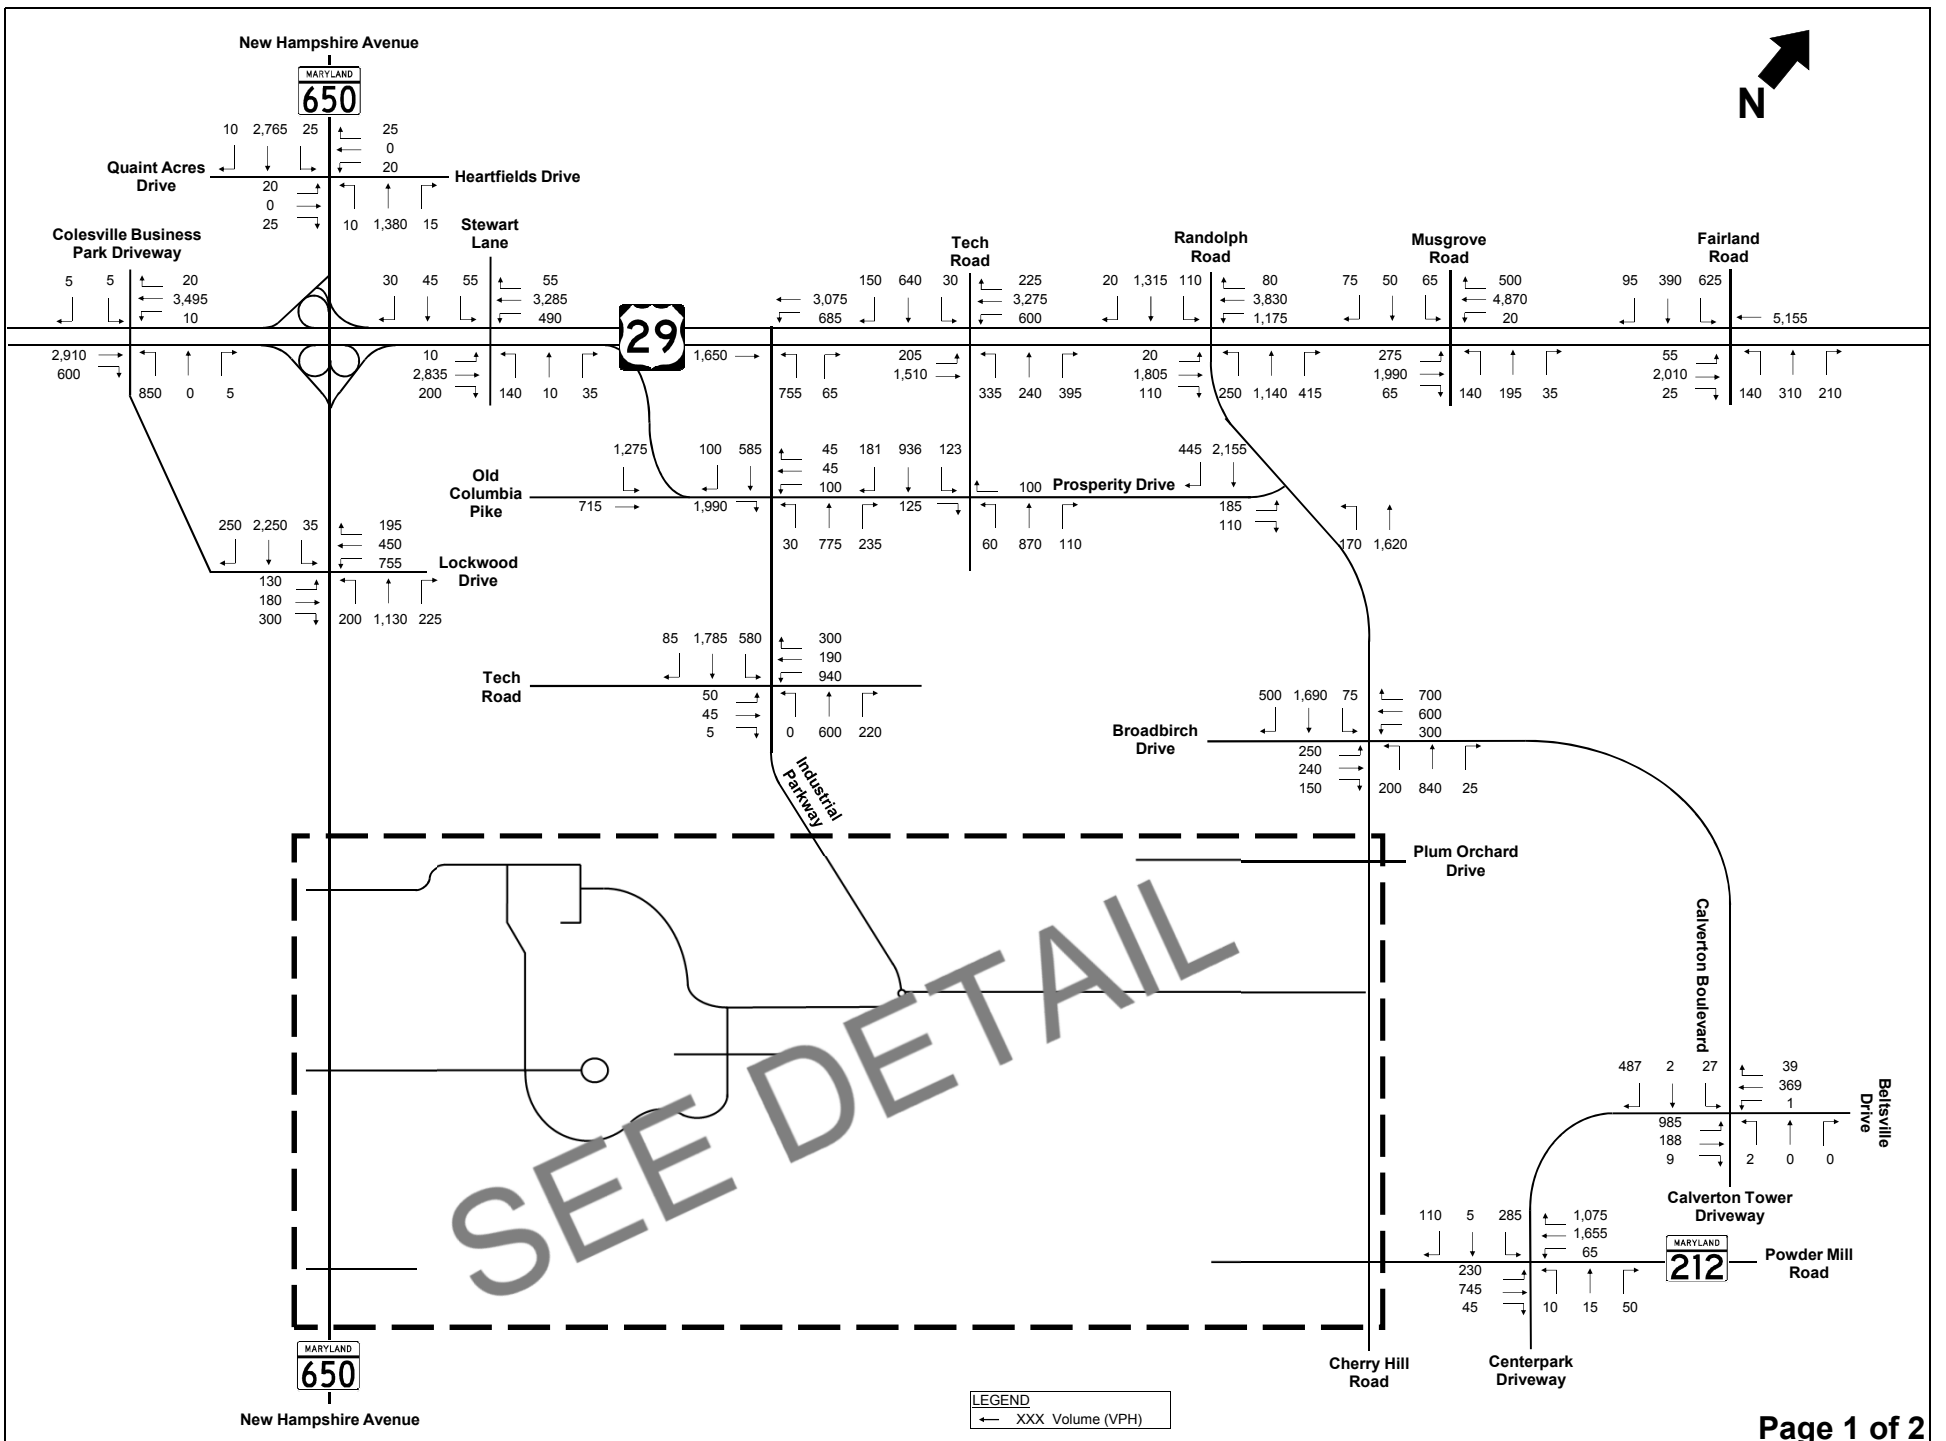 New Hampshire Avenue
MARYLAND
650
N
10 2,765 25
25
0
20
Quaint Acres
Drive
Heartfields Drive
20
0
25
10 1,380 15
Colesville Business
Park Driveway
Stewart
Lane
Tech
Road
Randolph
Road
Musgrove
Road
Fairland
Road
5 5
20
3,495
10
30 45 55
55
3,285
490
29
3,075
685
150 640 30
225
3,275
600
20 1,315 110
80
3,830
1,175
75 50 65
500
4,870
20
95 390 625
5,155
2,910
600
850 0 5
10
2,835
200
140 10 35
1,650
755 65
205
1,510
335 240 395
20
1,805
110
250 1,140 415
275
1,990
65
140 195 35
55
2,010
25
140 310 210
Old
Columbia
Pike
1,275
715
100 585
45
45
100
1,990
30 775 235
181 936 123
100
125
60 870 110
Prosperity Drive
445 2,155
185
110
170 1,620
250 2,250 35
195
450
755
Lockwood
Drive
130
180
300
200 1,130 225
Tech
Road
85 1,785 580
300
190
940
50
45
5
0 600 220
Industrial
Parkway
Broadbirch
Drive
500 1,690 75
700
600
300
250
240
150
200 840 25
Plum Orchard
Drive
SEE DETAIL
Calverton Boulevard
487 2 27
39
369
1
Beltsville
Drive
985
188
9
2 0 0
Calverton Tower
Driveway
110 5 285
1,075
1,655
65
MARYLAND
212
Powder Mill
Road
230
745
45
10 15 50
MARYLAND
650
New Hampshire Avenue
Cherry Hill
Road
Centerpark
Driveway
LEGEND
XXX Volume (VPH)
Page 1 of 2